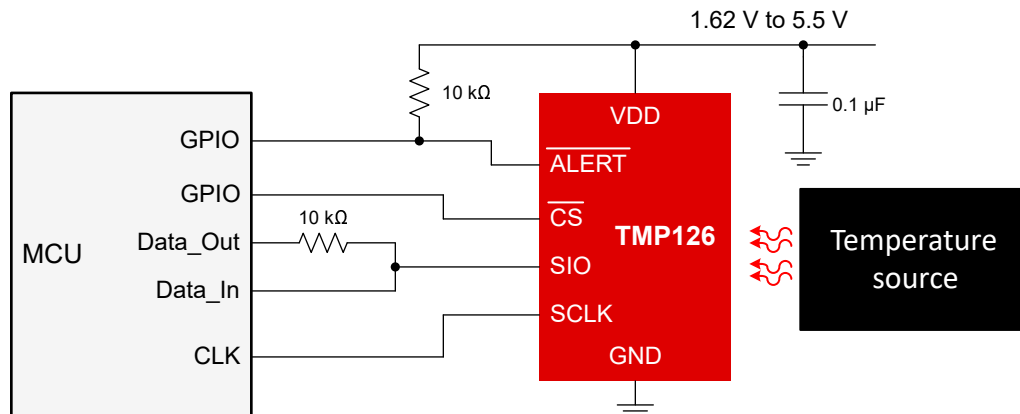 1.62 V to 5.5 V
10 kΩ
0.1 µF
VDD
GPIO
ALERT
GPIO
CS
10 kΩ
Data_Out
MCU
TMP126
Temperature
source
SIO
Data_In
SCLK
CLK
GND